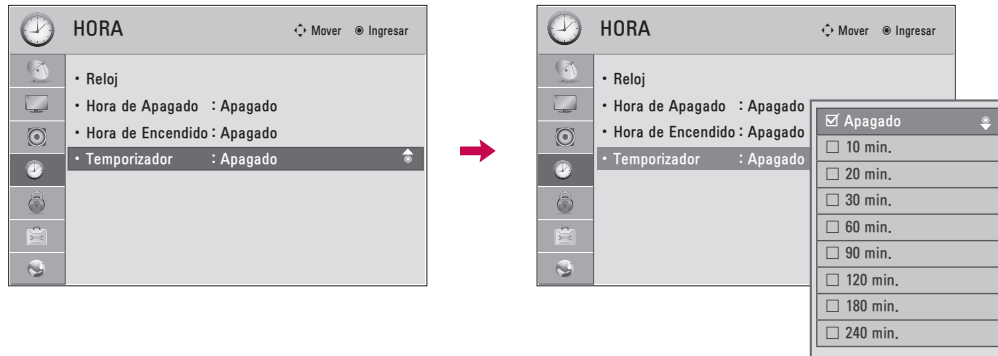 HORA
Mover Ingresar
• Reloj
• Hora de Apagado : Apagado
• Hora de Encendido : Apagado
• Temporizador : Apagado
HORA
Mover Ingresar
• Reloj
• Hora de Apagado : Apagado
• Hora de Encendido : Apagado
• Temporizador : Apagado
☑ Apagado
☐ 10 min.
☐ 20 min.
☐ 30 min.
☐ 60 min.
☐ 90 min.
☐ 120 min.
☐ 180 min.
☐ 240 min.